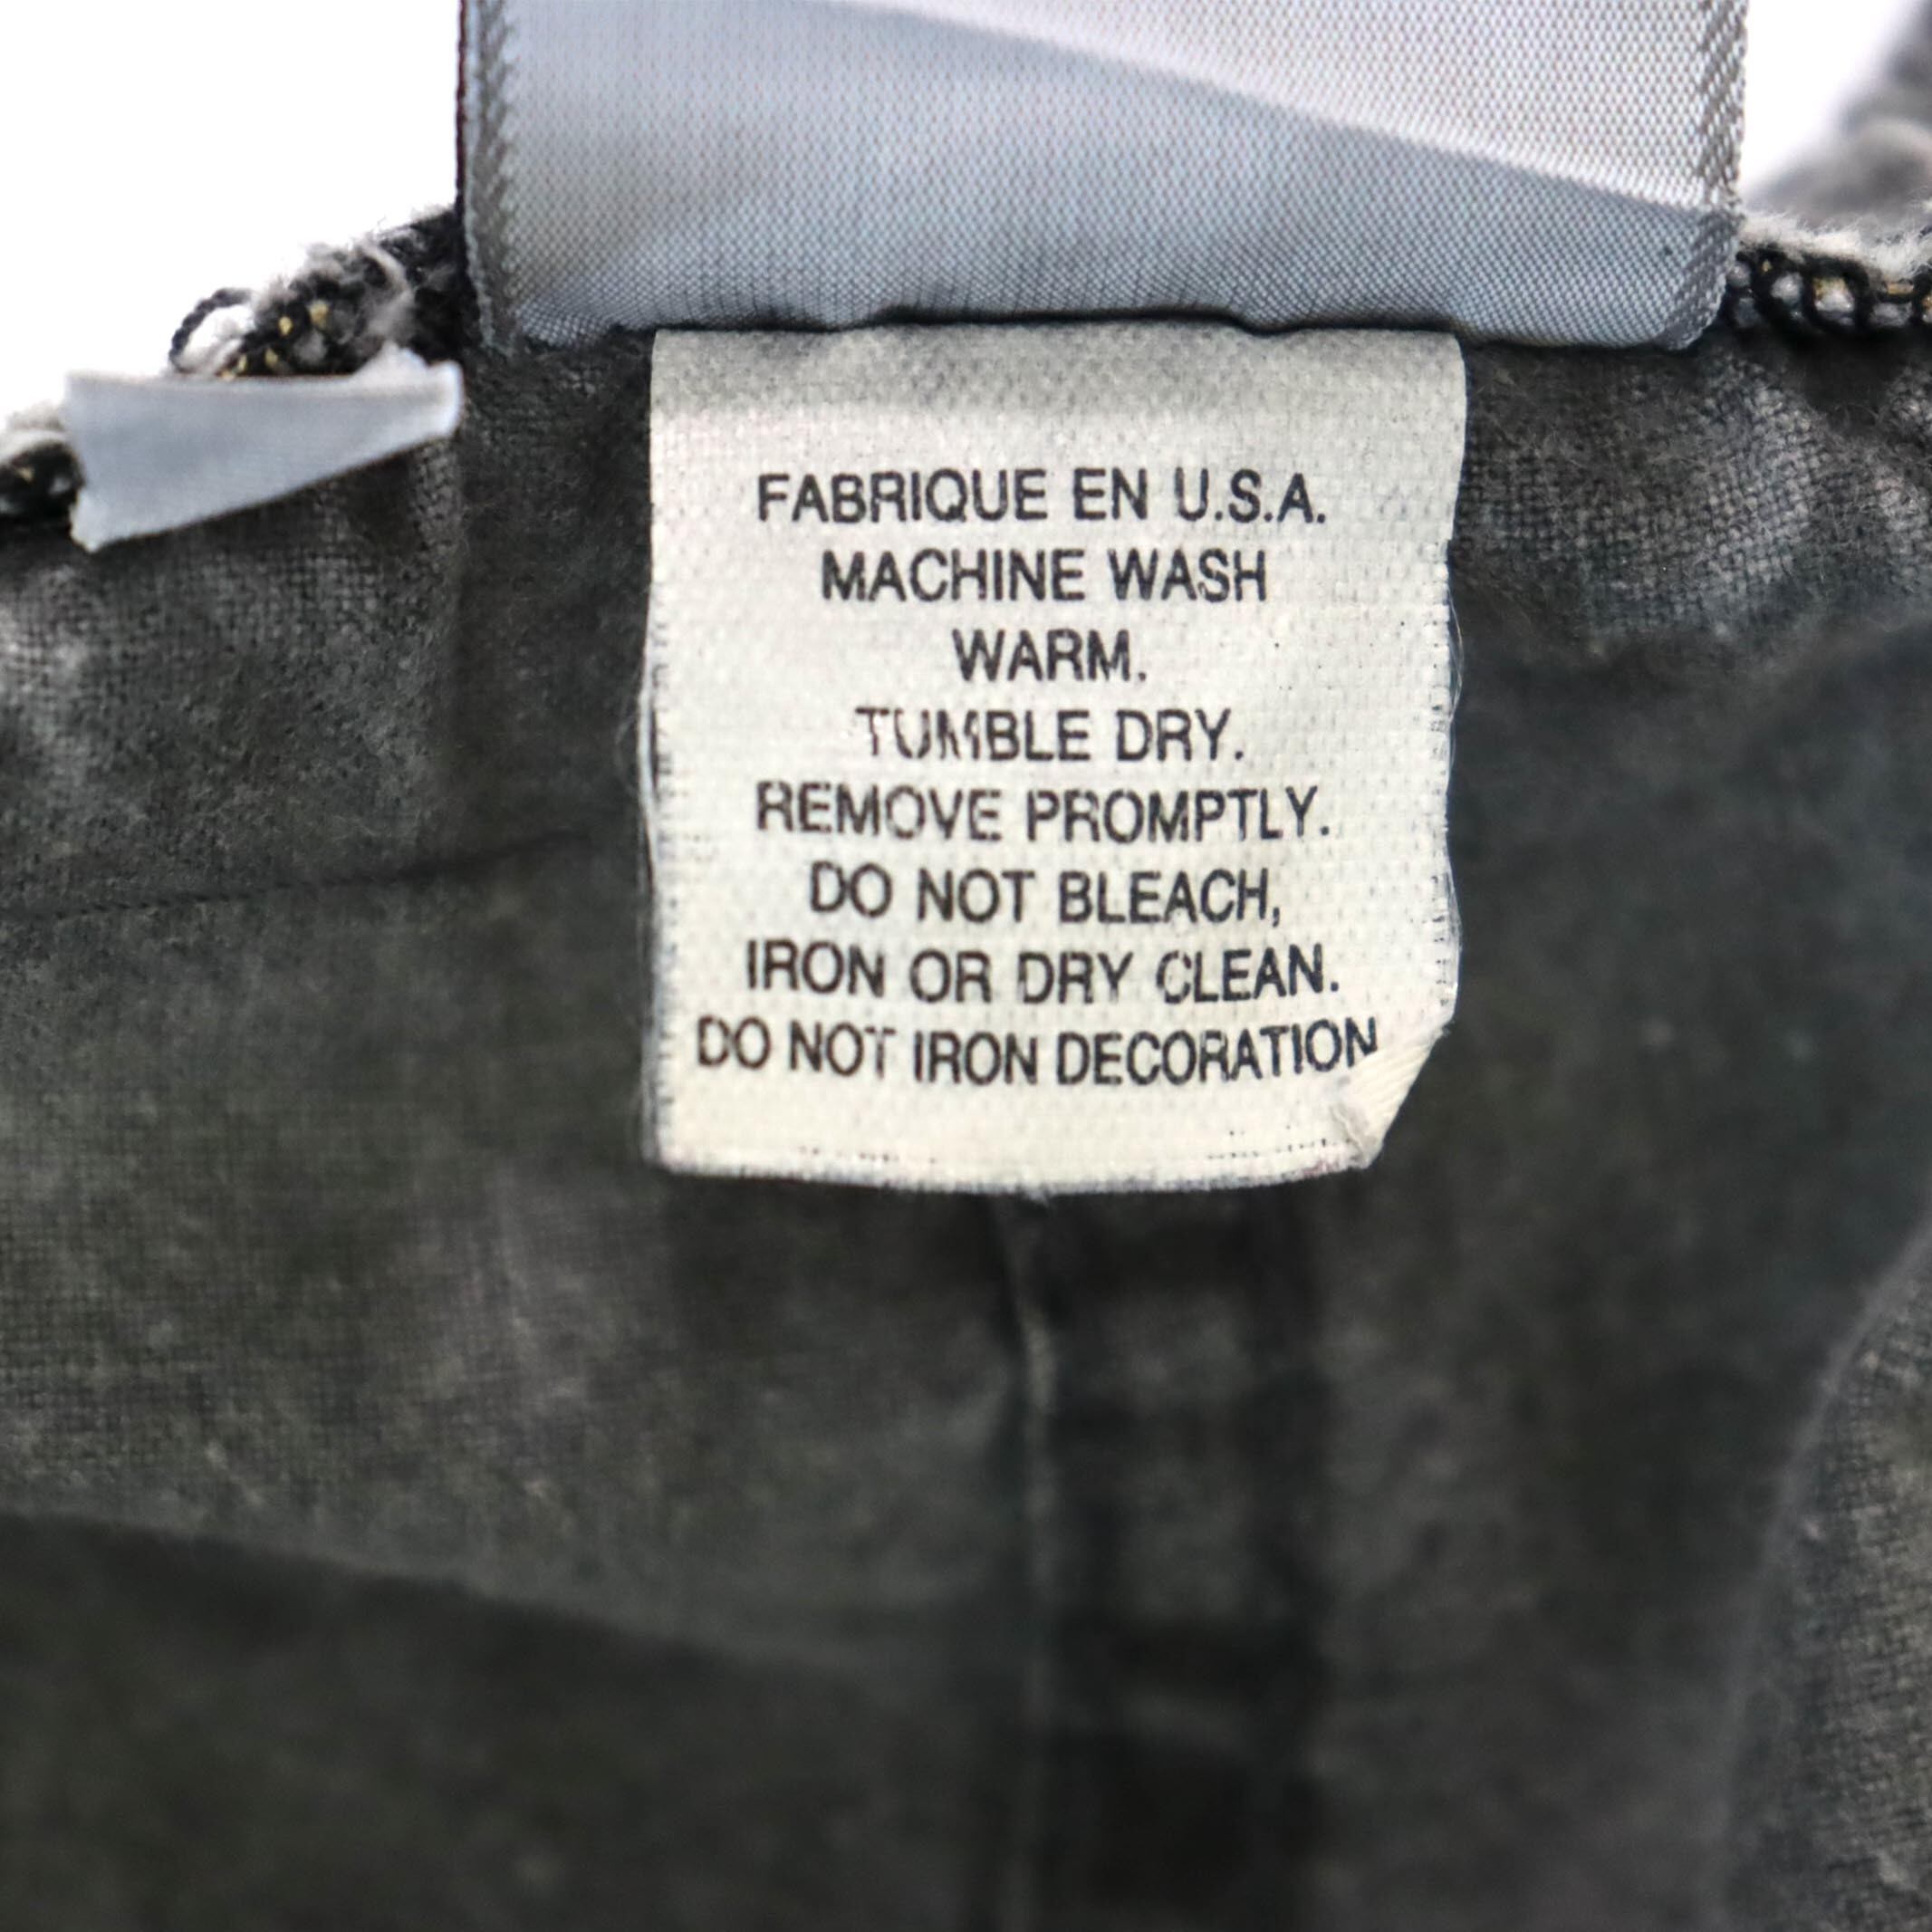 FABRIQUE EN U.S.A.
MACHINE WASH
WARM.
TUMBLE DRY.
REMOVE PROMPTLY.
DO NOT BLEACH,
IRON OR DRY CLEAN.
DO NOT IRON DECORATION